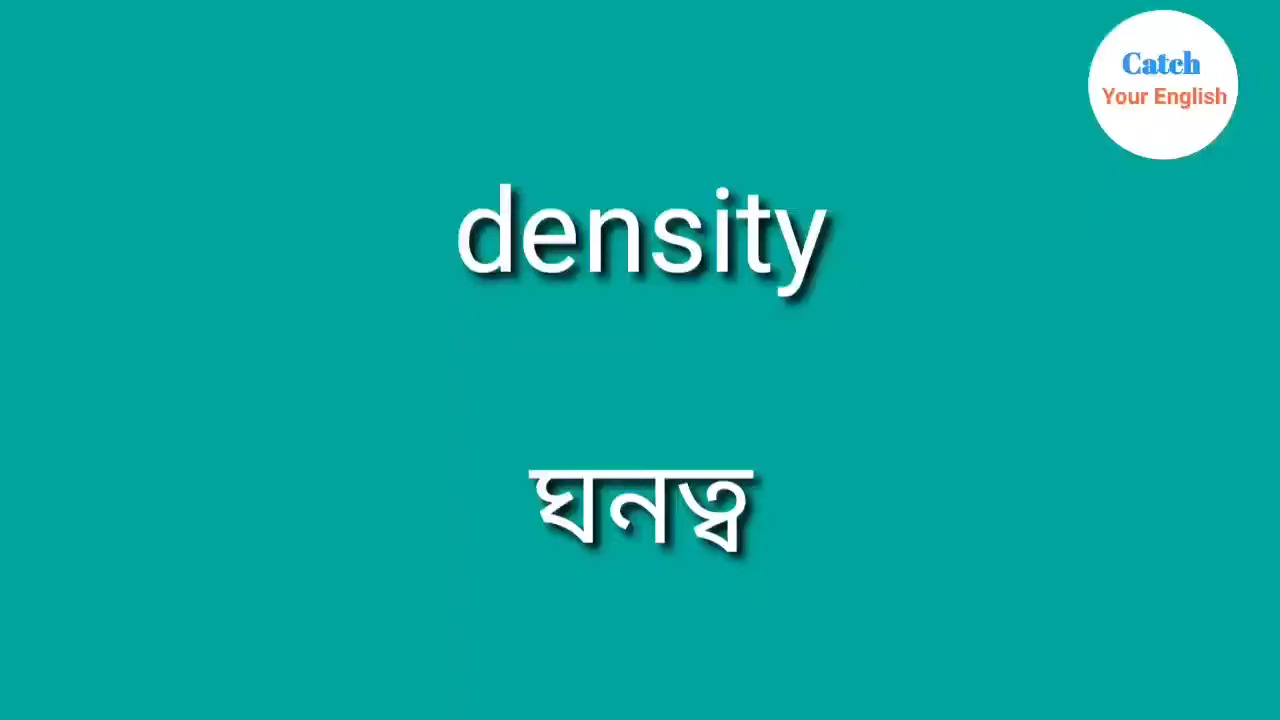 Catch
Your English
density
ঘনত্ব